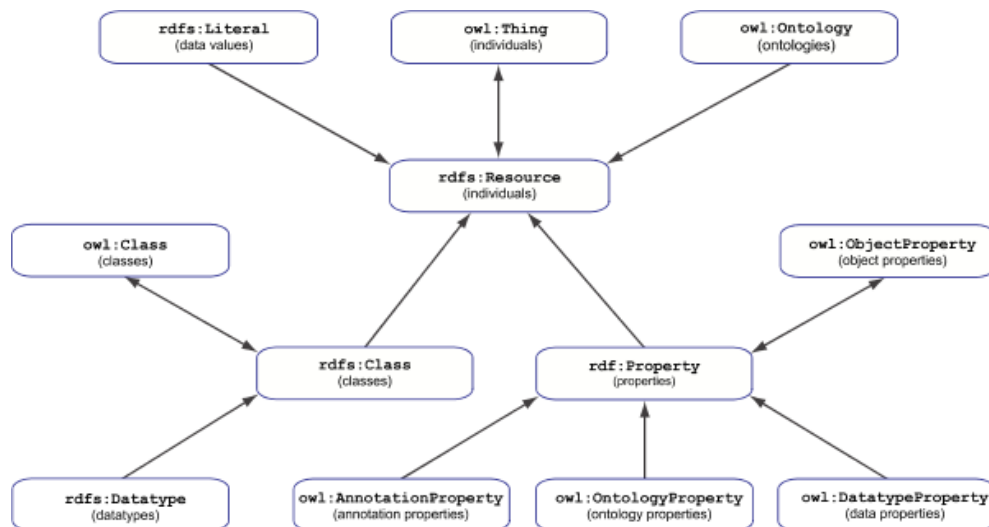 rdfs:Literal
(data values)
owl:Thing
(individuals)
owl:Ontology
(ontologies)
rdfs:Resource
(individuals)
owl:Class
(classes)
owl:ObjectProperty
(object properties)
rdfs:Class
(classes)
rdf:Property
(properties)
rdfs:Datatype
(datatypes)
owl:AnnotationProperty
(annotation properties)
owl:OntologyProperty
(ontology properties)
owl:DatatypeProperty
(data properties)